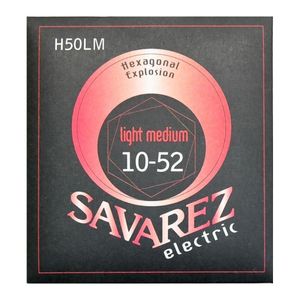 H50LM
Hexagonal
Explosion
light medium
10-52
SAVAREZ
electric